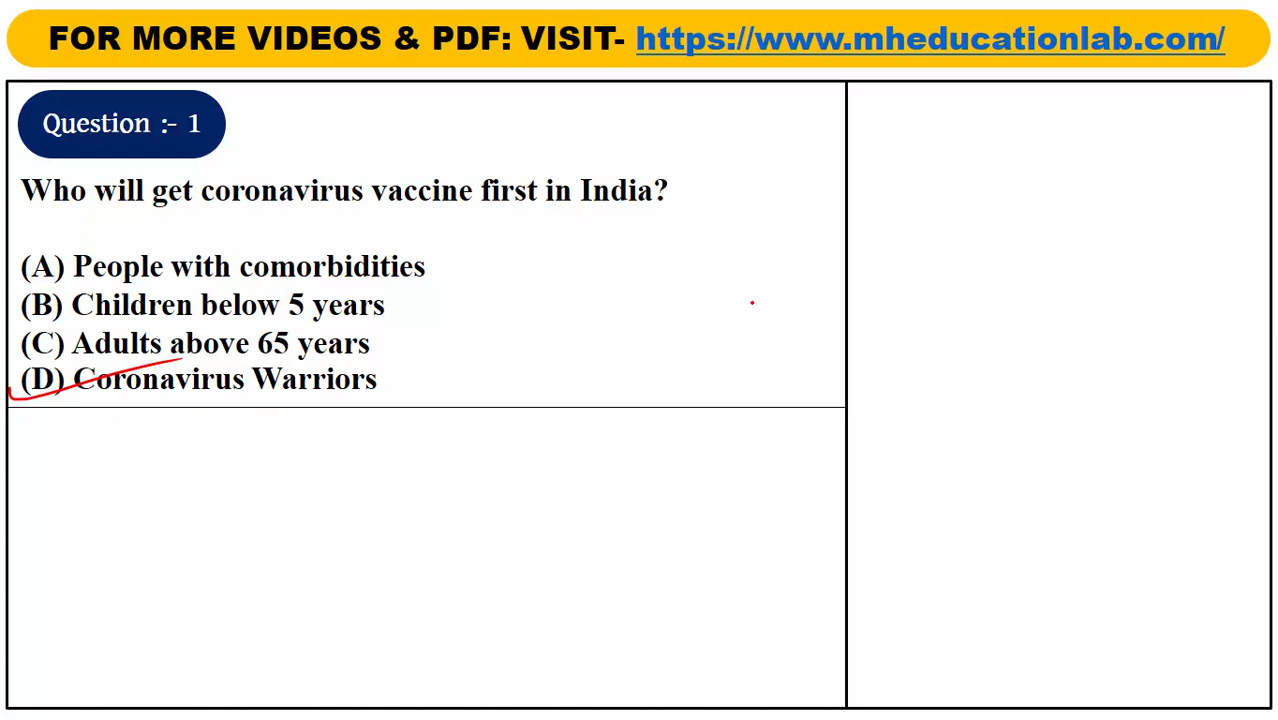 FOR MORE VIDEOS & PDF: VISIT- https://www.mheducationlab.com/
Question :- 1
Who will get coronavirus vaccine first in India?
(A) People with comorbidities
(B) Children below 5 years
(C) Adults above 65 years
(D) Coronavirus Warriors